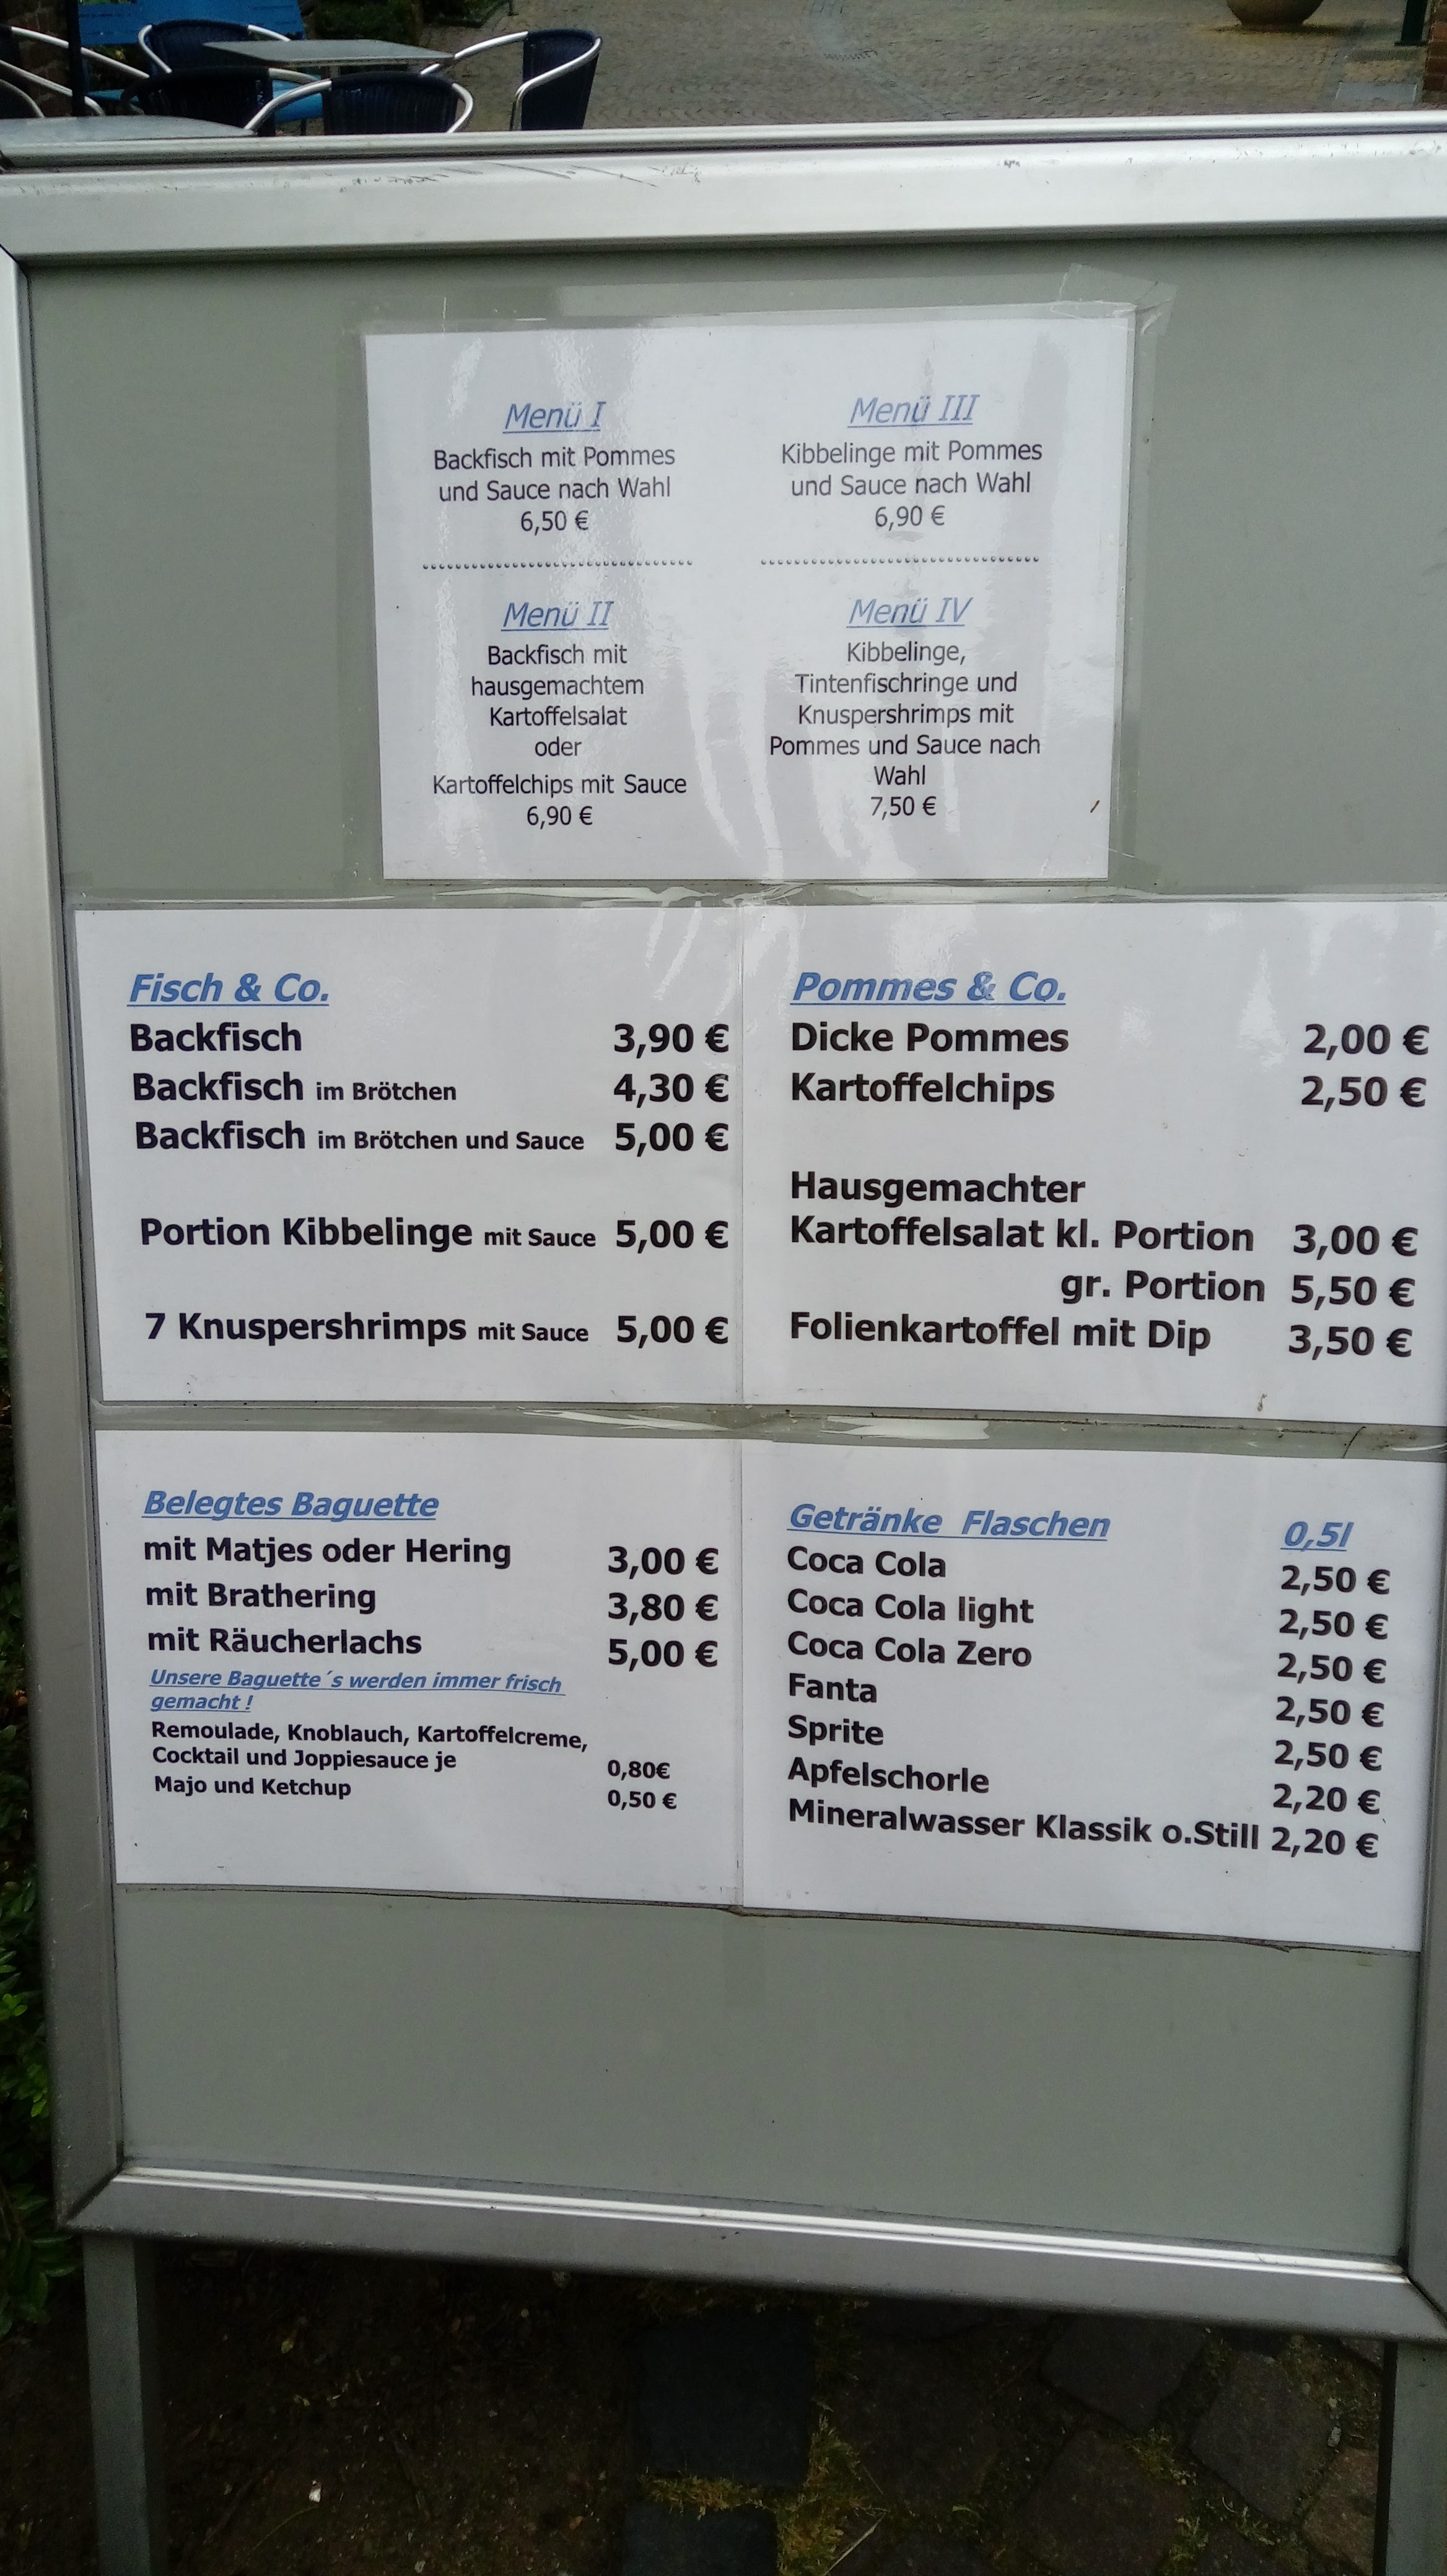 Menü I
Backfisch mit Pommes
und Sauce nach Wahl
6,50 €
Menü II
Backfisch mit
hausgemachtem
Kartoffelsalat
oder
Kartoffelchips mit Sauce
6,90 €
Menü III
Kibbelinge mit Pommes
und Sauce nach Wahl
6,90 €
Menü IV
Kibbelinge,
Tintenfischringe und
Knuspershrimps mit
Pommes und Sauce nach
Wahl
7,50 €
Fisch & Co.
Backfisch 3,90 €
Backfisch im Brötchen 4,30 €
Backfisch im Brötchen und Sauce 5,00 €
Portion Kibbelinge mit Sauce 5,00 €
7 Knuspershrimps mit Sauce 5,00 €
Pommes & Co.
Dicke Pommes 2,00 €
Kartoffelchips 2,50 €
Hausgemachter
Kartoffelsalat kl. Portion 3,00 €
gr. Portion 5,50 €
Folienkartoffel mit Dip 3,50 €
Belegtes Baguette
mit Matjes oder Hering 3,00 €
mit Brathering 3,80 €
mit Räucherlachs 5,00 €
Unsere Baguette´s werden immer frisch
gemacht !
Remoulade, Knoblauch, Kartoffelcreme,
Cocktail und Joppiesauce je 0,80€
Majo und Ketchup 0,50 €
Getränke Flaschen 0,5l
Coca Cola 2,50 €
Coca Cola light 2,50 €
Coca Cola Zero 2,50 €
Fanta 2,50 €
Sprite 2,50 €
Apfelschorle 2,20 €
Mineralwasser Klassik o.Still 2,20 €